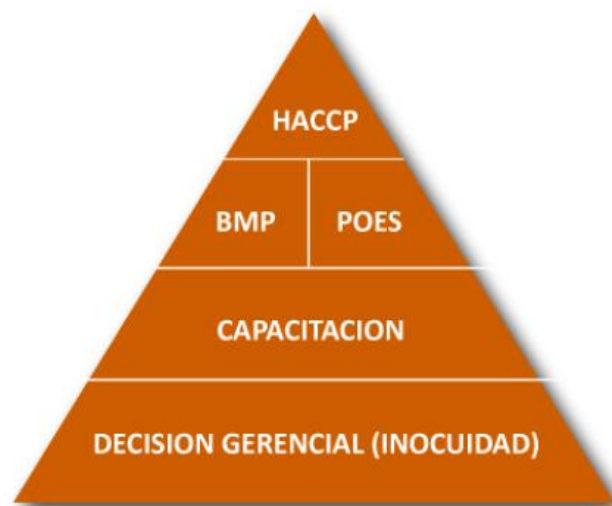 HACCP
BMP POES
CAPACITACION
DECISION GERENCIAL (INOCUIDAD)